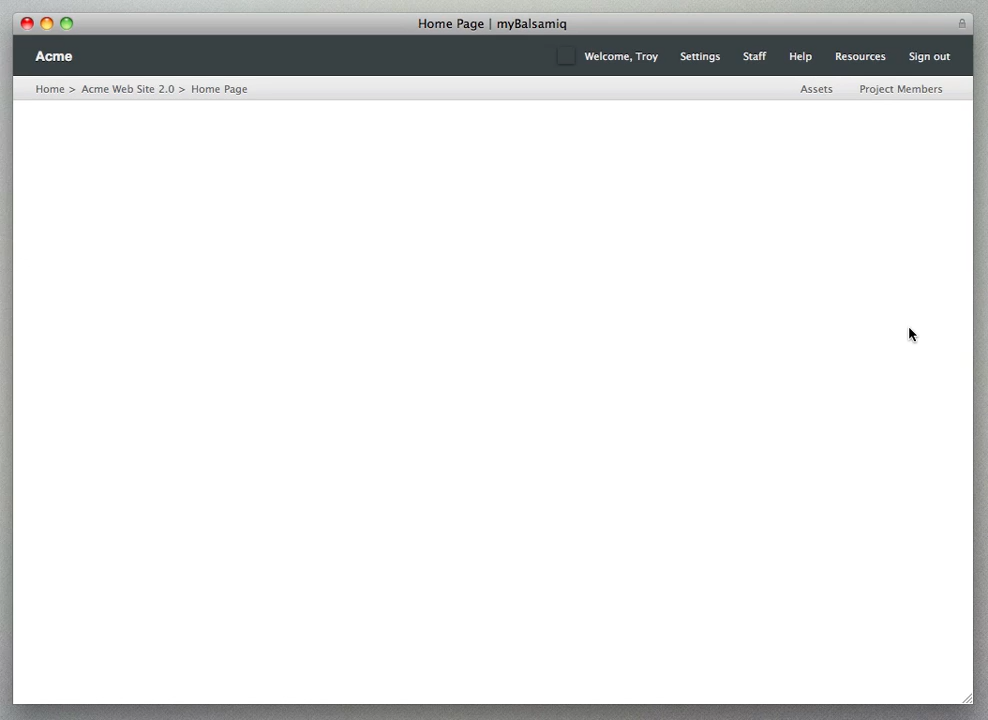 Home Page | myBalsamiq
Acme
Welcome, Troy Settings Staff Help Resources Sign out
Home > Acme Web Site 2.0 > Home Page
Assets Project Members